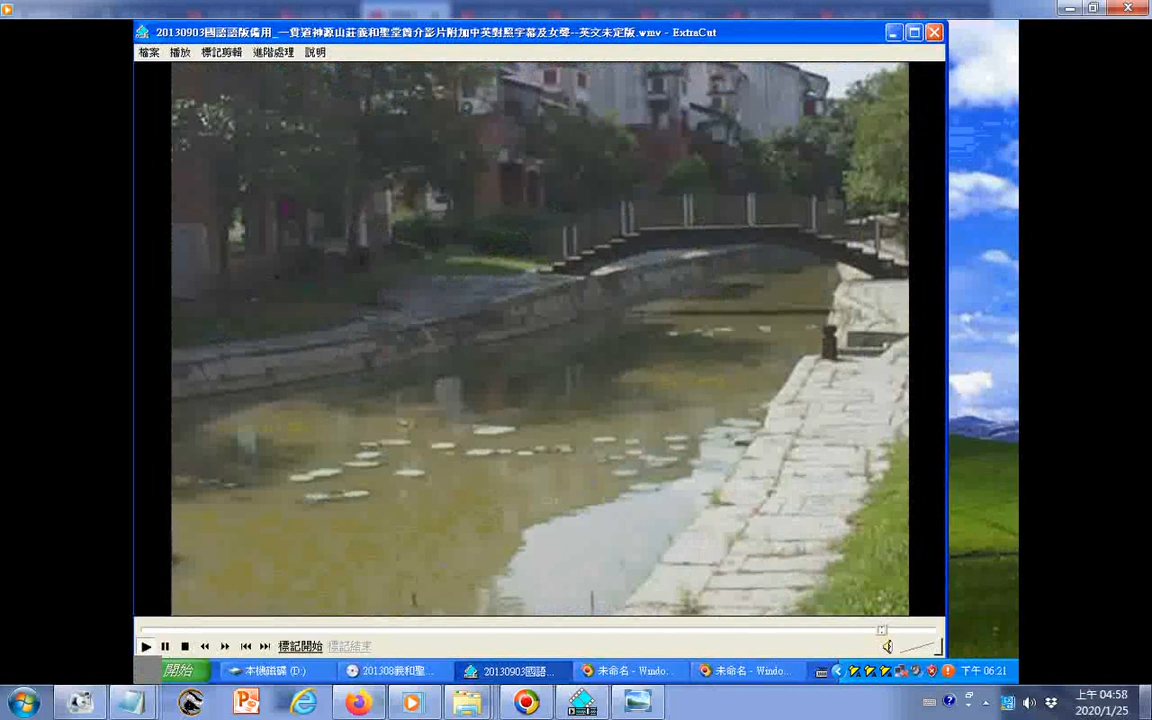 20130903國語語版備用_一貫道神源山莊義和聖堂簡介影片附加中英對照字幕及女聲--英文未定版.wmv - ExtraCut
檔案 播放 標記剪輯 進階處理 說明
標記開始 標記結束
開始 本機磁碟 (D:) 201308義和聖... 20130903國語... 未命名 - Windo... 未命名 - Windo... 下午 06:21
上午 04:58
2020/1/25